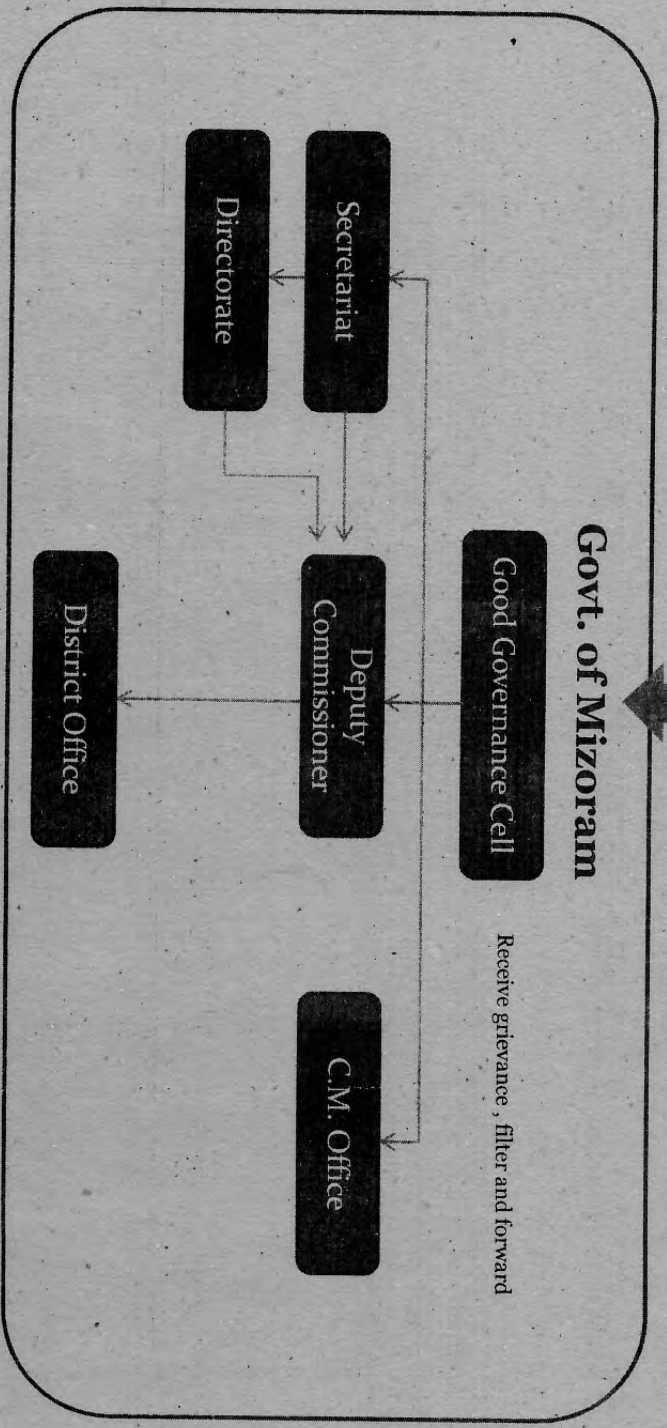 Govt. of Mizoram
Good Governance Cell
Receive grievance , filter and forward
Secretariat
Deputy
Commissioner
C.M. Office
Directorate
District Office